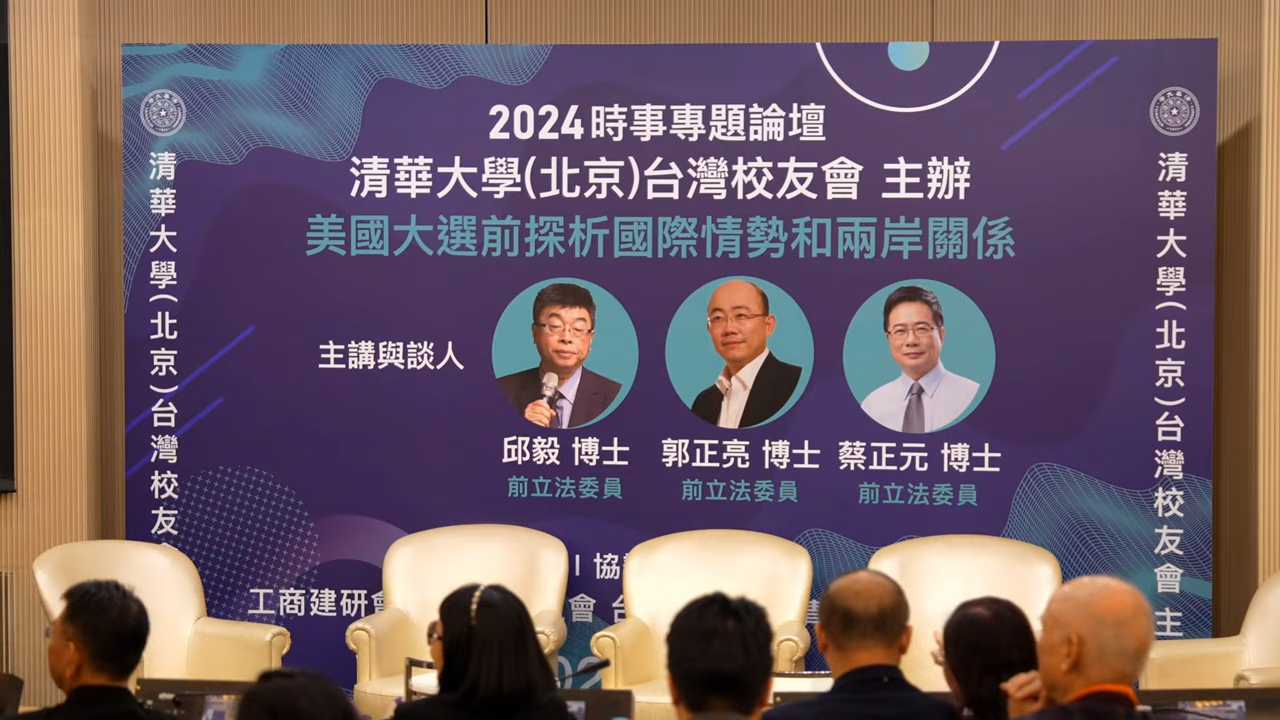 2024時事專題論壇
清華大學(北京)台灣校友會 主辦
美國大選前探析國際情勢和兩岸關係
主講與談人
邱毅 博士
前立法委員
郭正亮 博士
前立法委員
蔡正元 博士
前立法委員
協
工商建研會
會 台
清華大學(北京)台灣校友
清華大學(北京)台灣校友會 主